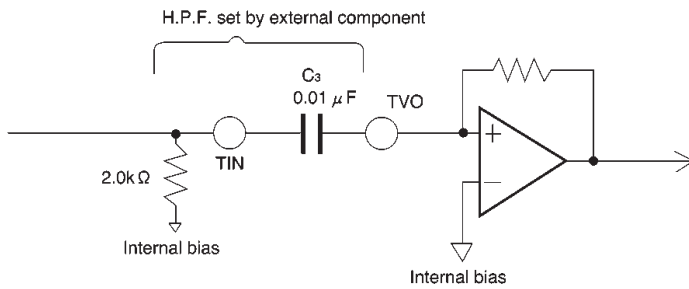 H.P.F. set by external component
C3
0.01 μF
TVO
TIN
2.0kΩ
+
−
Internal bias
Internal bias